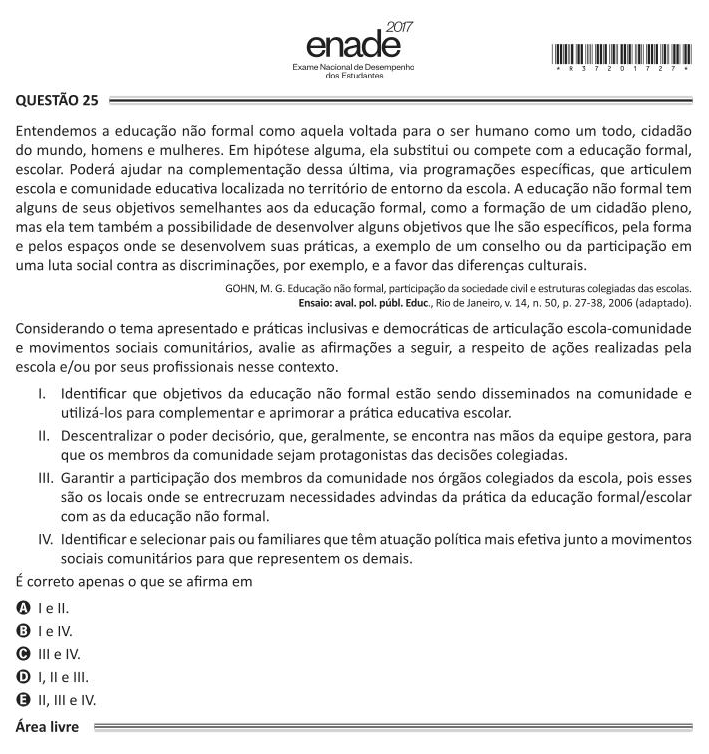 enade 2017
Exame Nacional de Desempenho
dos Estudantes
* R 3 7 2 0 1 7 2 7 *
QUESTÃO 25
Entendemos a educação não formal como aquela voltada para o ser humano como um todo, cidadão
do mundo, homens e mulheres. Em hipótese alguma, ela substitui ou compete com a educação formal,
escolar. Poderá ajudar na complementação dessa última, via programações específicas, que articulem
escola e comunidade educativa localizada no território de entorno da escola. A educação não formal tem
alguns de seus objetivos semelhantes aos da educação formal, como a formação de um cidadão pleno,
mas ela tem também a possibilidade de desenvolver alguns objetivos que lhe são específicos, pela forma
e pelos espaços onde se desenvolvem suas práticas, a exemplo de um conselho ou da participação em
uma luta social contra as discriminações, por exemplo, e a favor das diferenças culturais.
GOHN, M. G. Educação não formal, participação da sociedade civil e estruturas colegiadas das escolas.
Ensaio: aval. pol. públ. Educ., Rio de Janeiro, v. 14, n. 50, p. 27-38, 2006 (adaptado).
Considerando o tema apresentado e práticas inclusivas e democráticas de articulação escola-comunidade
e movimentos sociais comunitários, avalie as afirmações a seguir, a respeito de ações realizadas pela
escola e/ou por seus profissionais nesse contexto.
I. Identificar que objetivos da educação não formal estão sendo disseminados na comunidade e
utilizá-los para complementar e aprimorar a prática educativa escolar.
II. Descentralizar o poder decisório, que, geralmente, se encontra nas mãos da equipe gestora, para
que os membros da comunidade sejam protagonistas das decisões colegiadas.
III. Garantir a participação dos membros da comunidade nos órgãos colegiados da escola, pois esses
são os locais onde se entrecruzam necessidades advindas da prática da educação formal/escolar
com as da educação não formal.
IV. Identificar e selecionar pais ou familiares que têm atuação política mais efetiva junto a movimentos
sociais comunitários para que representem os demais.
É correto apenas o que se afirma em
A I e II.
B I e IV.
C III e IV.
D I, II e III.
E II, III e IV.
Área livre